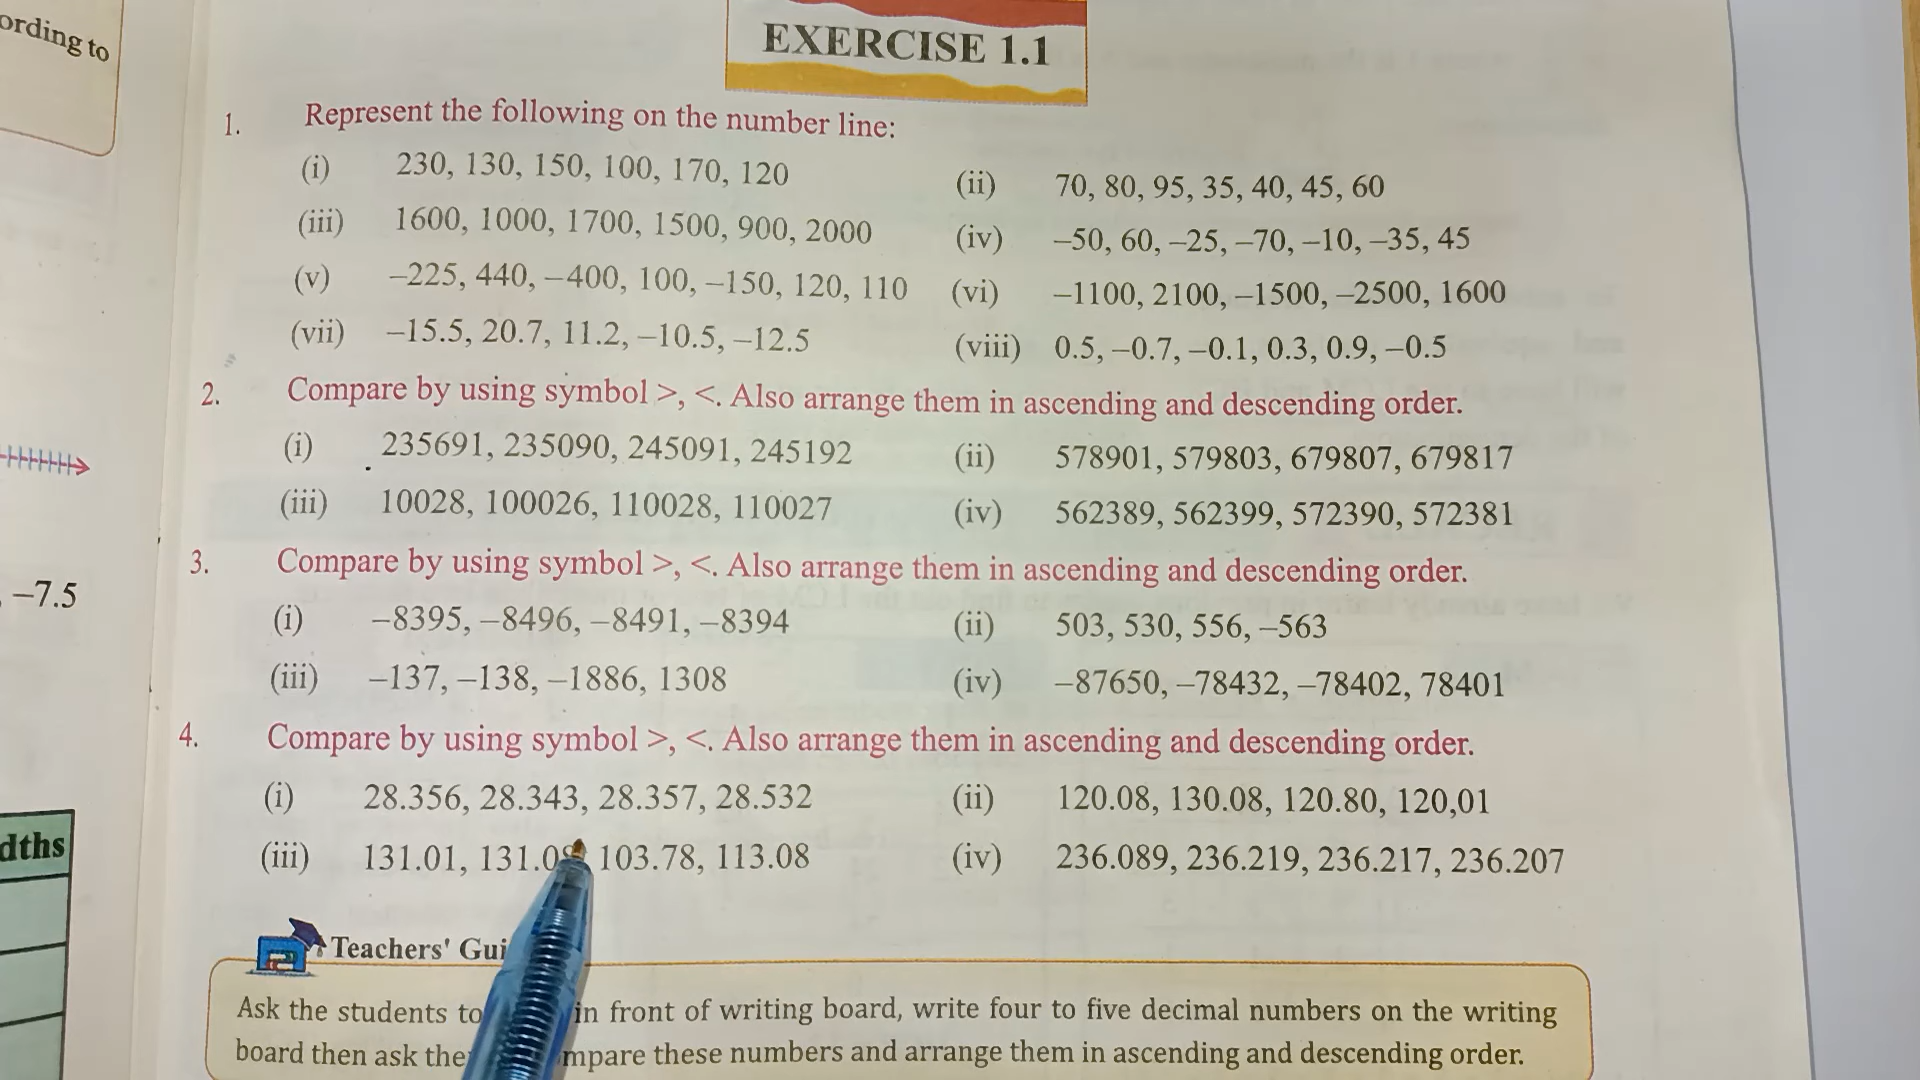 ording to
EXERCISE 1.1
1. Represent the following on the number line:
(i) 230, 130, 150, 100, 170, 120 (ii) 70, 80, 95, 35, 40, 45, 60
(iii) 1600, 1000, 1700, 1500, 900, 2000 (iv) –50, 60, –25, –70, –10, –35, 45
(v) –225, 440, –400, 100, –150, 120, 110 (vi) –1100, 2100, –1500, –2500, 1600
(vii) –15.5, 20.7, 11.2, –10.5, –12.5 (viii) 0.5, –0.7, –0.1, 0.3, 0.9, –0.5
2. Compare by using symbol >, <. Also arrange them in ascending and descending order.
(i) 235691, 235090, 245091, 245192 (ii) 578901, 579803, 679807, 679817
(iii) 10028, 100026, 110028, 110027 (iv) 562389, 562399, 572390, 572381
3. Compare by using symbol >, <. Also arrange them in ascending and descending order.
–7.5
(i) –8395, –8496, –8491, –8394 (ii) 503, 530, 556, –563
(iii) –137, –138, –1886, 1308 (iv) –87650, –78432, –78402, 78401
4. Compare by using symbol >, <. Also arrange them in ascending and descending order.
(i) 28.356, 28.343, 28.357, 28.532 (ii) 120.08, 130.08, 120.80, 120,01
dths
(iii) 131.01, 103.78, 113.08 (iv) 236.089, 236.219, 236.217, 236.207
Teachers' Gui
Ask the students to in front of writing board, write four to five decimal numbers on the writing
board then ask the mpare these numbers and arrange them in ascending and descending order.